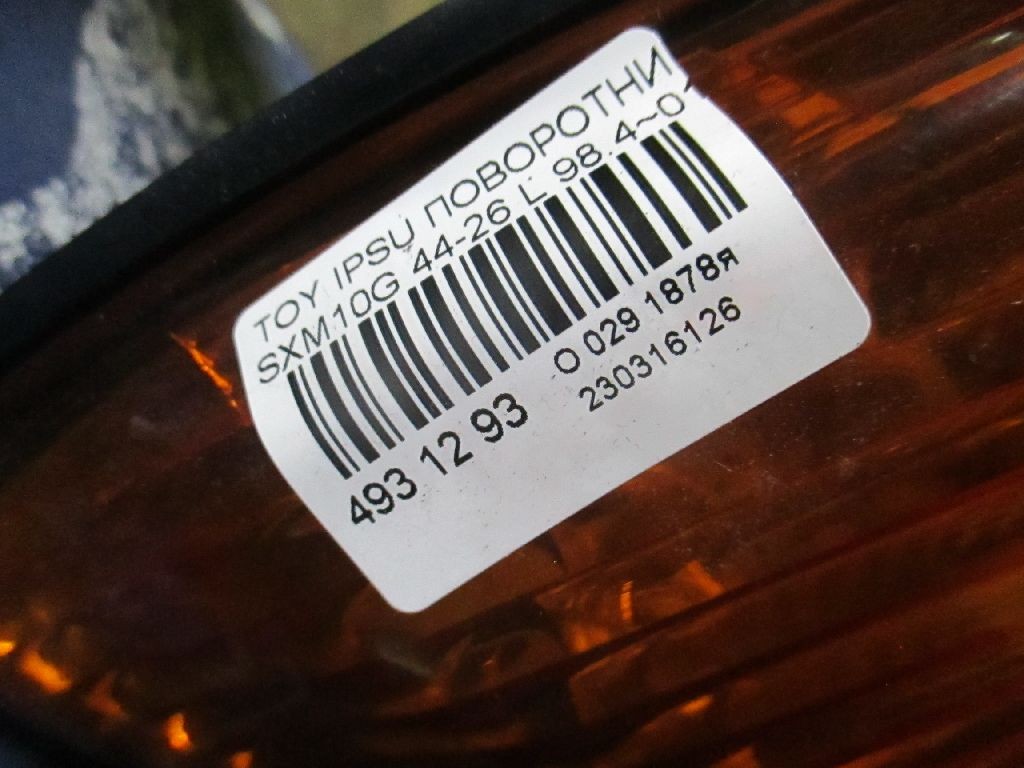 TOY IPSU ПОВОРОТНИ
SXM10G 44-26 L 98.4~0
493 12 93
О 029 1878я
230316126